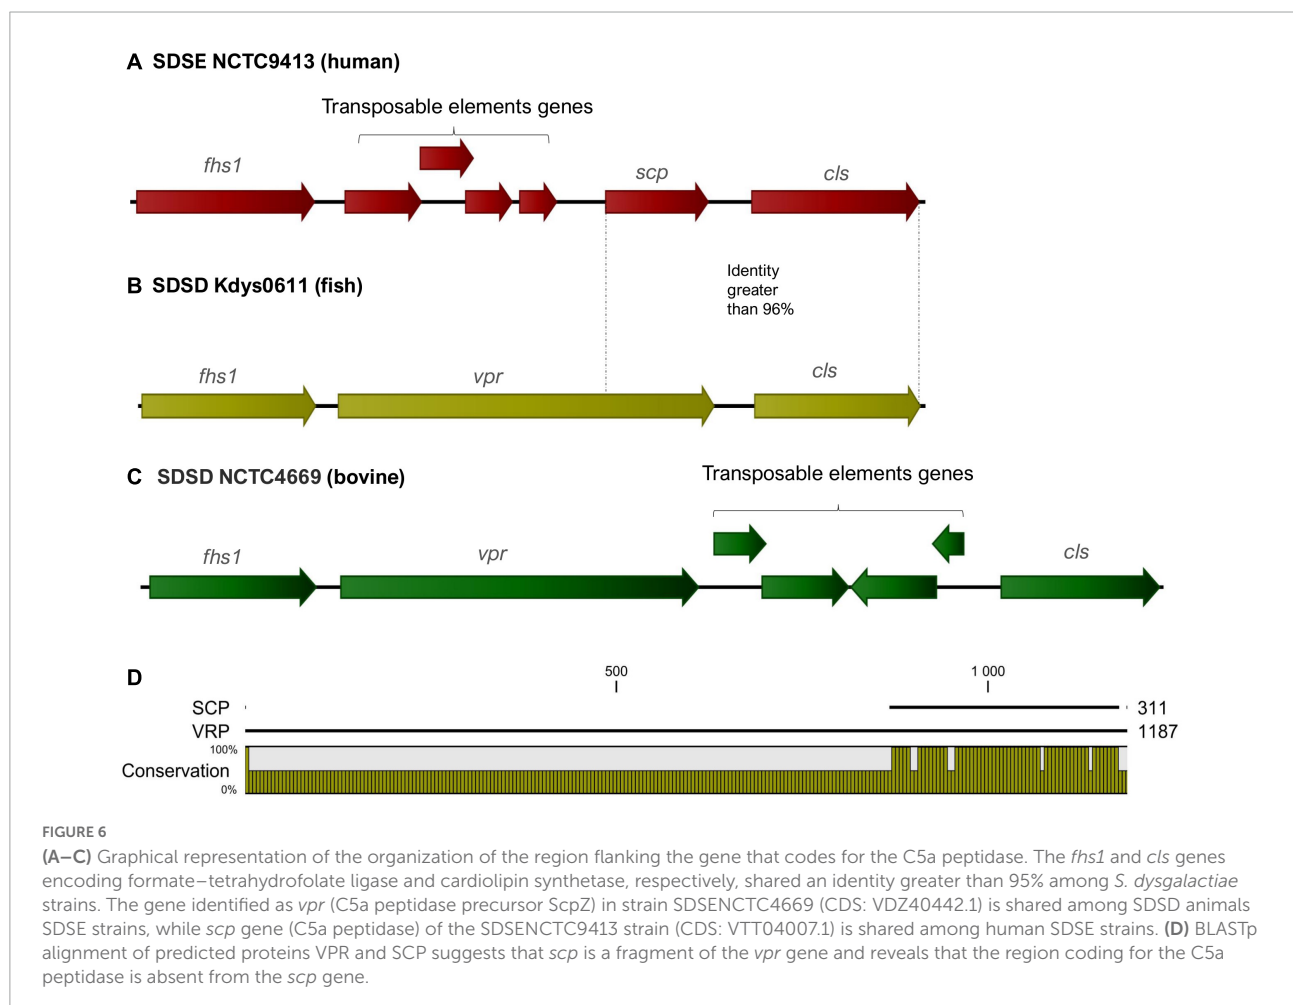 A SDSE NCTC9413 (human)
Transposable elements genes
fhs1
scp
cls
Identity
greater
than 96%
B SDSD Kdys0611 (fish)
fhs1
vpr
cls
C SDSD NCTC4669 (bovine)
Transposable elements genes
fhs1
vpr
cls
D
500
1 000
SCP
311
VRP
1187
100%
Conservation
0%
FIGURE 6
(A–C) Graphical representation of the organization of the region flanking the gene that codes for the C5a peptidase. The fhs1 and cls genes
encoding formate–tetrahydrofolate ligase and cardiolipin synthetase, respectively, shared an identity greater than 95% among S. dysgalactiae
strains. The gene identified as vpr (C5a peptidase precursor ScpZ) in strain SDSENCTC4669 (CDS: VDZ40442.1) is shared among SDSD animals
SDSE strains, while scp gene (C5a peptidase) of the SDSENCTC9413 strain (CDS: VTT04007.1) is shared among human SDSE strains. (D) BLASTp
alignment of predicted proteins VPR and SCP suggests that scp is a fragment of the vpr gene and reveals that the region coding for the C5a
peptidase is absent from the scp gene.